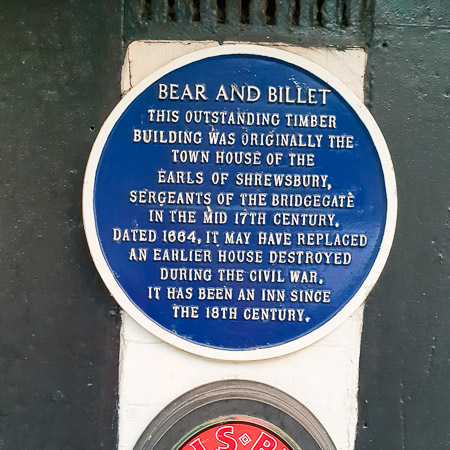 BEAR AND BILLET
THIS OUTSTANDING TIMBER
BUILDING WAS ORIGINALLY THE
TOWN HOUSE OF THE
EARLS OF SHREWSBURY,
SERGEANTS OF THE BRIDGEGATE
IN THE MID 17TH CENTURY.
DATED 1664, IT MAY HAVE REPLACED
AN EARLIER HOUSE DESTROYED
DURING THE CIVIL WAR.
IT HAS BEEN AN INN SINCE
THE 18TH CENTURY.